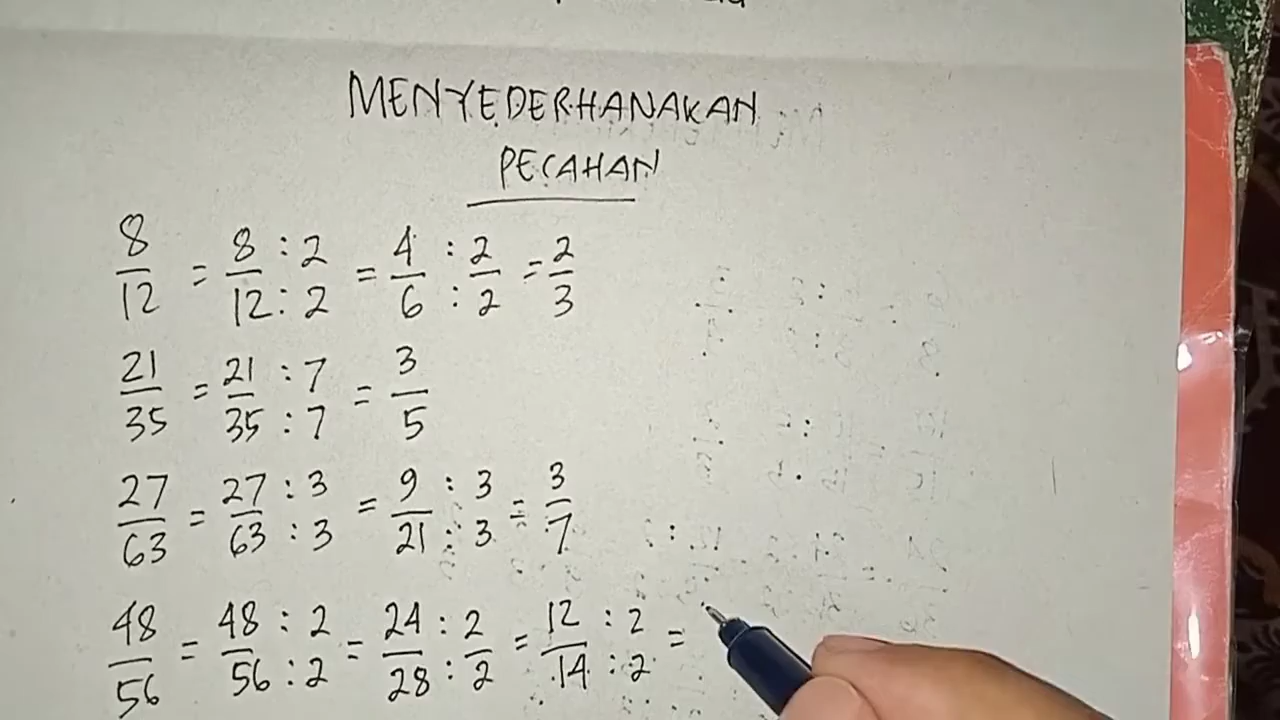 MENYEDERHANAKAN
PECAHAN
8/12 = 8 : 2/12 : 2 = 4 : 2/6 : 2 = 2/3
21/35 = 21 : 7/35 : 7 = 3/5
27/63 = 27 : 3/63 : 3 = 9 : 3/21 : 3 = 3/7
48/56 = 48 : 2/56 : 2 = 24 : 2/28 : 2 = 12 : 2/14 : 2 =